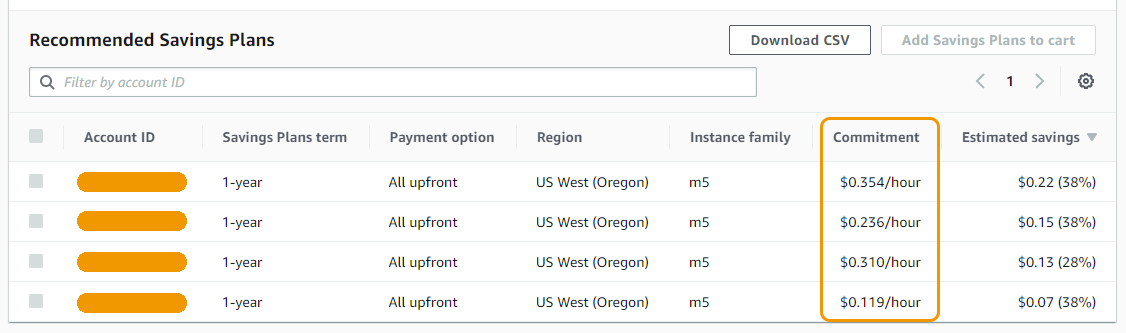 Recommended Savings Plans
Download CSV
Add Savings Plans to cart
Filter by account ID
1
Account ID Savings Plans term Payment option Region Instance family Commitment Estimated savings
1-year All upfront US West (Oregon) m5 $0.354/hour $0.22 (38%)
1-year All upfront US West (Oregon) m5 $0.236/hour $0.15 (38%)
1-year All upfront US West (Oregon) m5 $0.310/hour $0.13 (28%)
1-year All upfront US West (Oregon) m5 $0.119/hour $0.07 (38%)